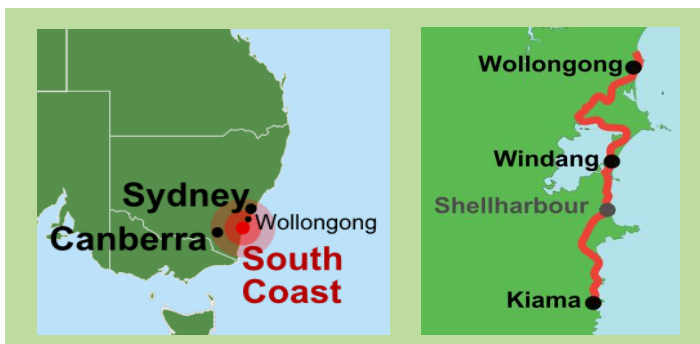 Sydney
Wollongong
Canberra
South
Coast
Wollongong
Windang
Shellharbour
Kiama